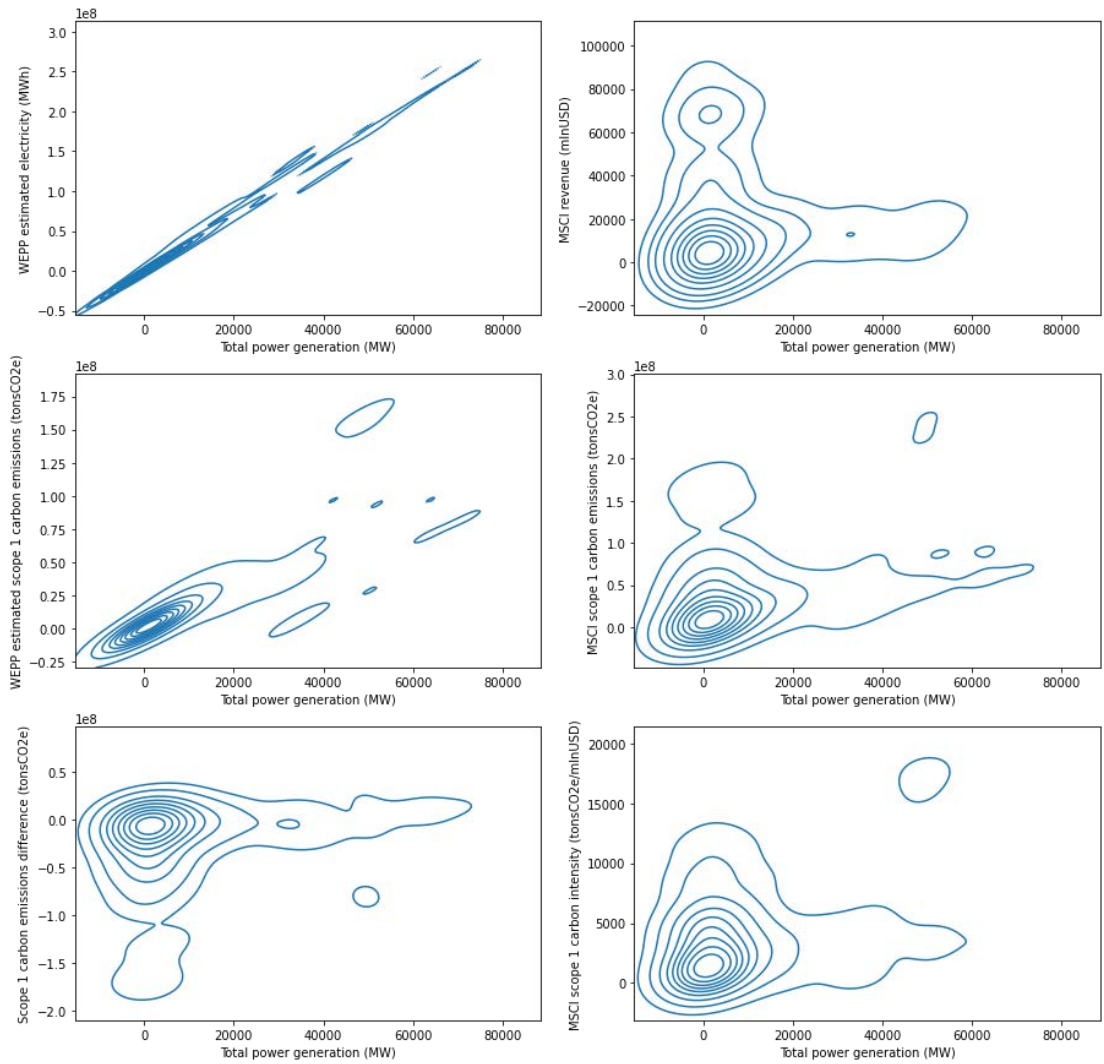 1e8
3.0
2.5
2.0
1.5
1.0
0.5
0.0
−0.5
WEPP estimated electricity (MWh)
0 20000 40000 60000 80000
Total power generation (MW)
100000
80000
60000
40000
20000
0
−20000
MSCI revenue (mlnUSD)
0 20000 40000 60000 80000
Total power generation (MW)
1e8
1.75
1.50
1.25
1.00
0.75
0.50
0.25
0.00
−0.25
WEPP estimated scope 1 carbon emissions (tonsCO2e)
0 20000 40000 60000 80000
Total power generation (MW)
1e8
3.0
2.5
2.0
1.5
1.0
0.5
0.0
MSCI scope 1 carbon emissions (tonsCO2e)
0 20000 40000 60000 80000
Total power generation (MW)
1e8
0.5
0.0
−0.5
−1.0
−1.5
−2.0
Scope 1 carbon emissions difference (tonsCO2e)
0 20000 40000 60000 80000
Total power generation (MW)
20000
15000
10000
5000
0
MSCI scope 1 carbon intensity (tonsCO2e/mlnUSD)
0 20000 40000 60000 80000
Total power generation (MW)